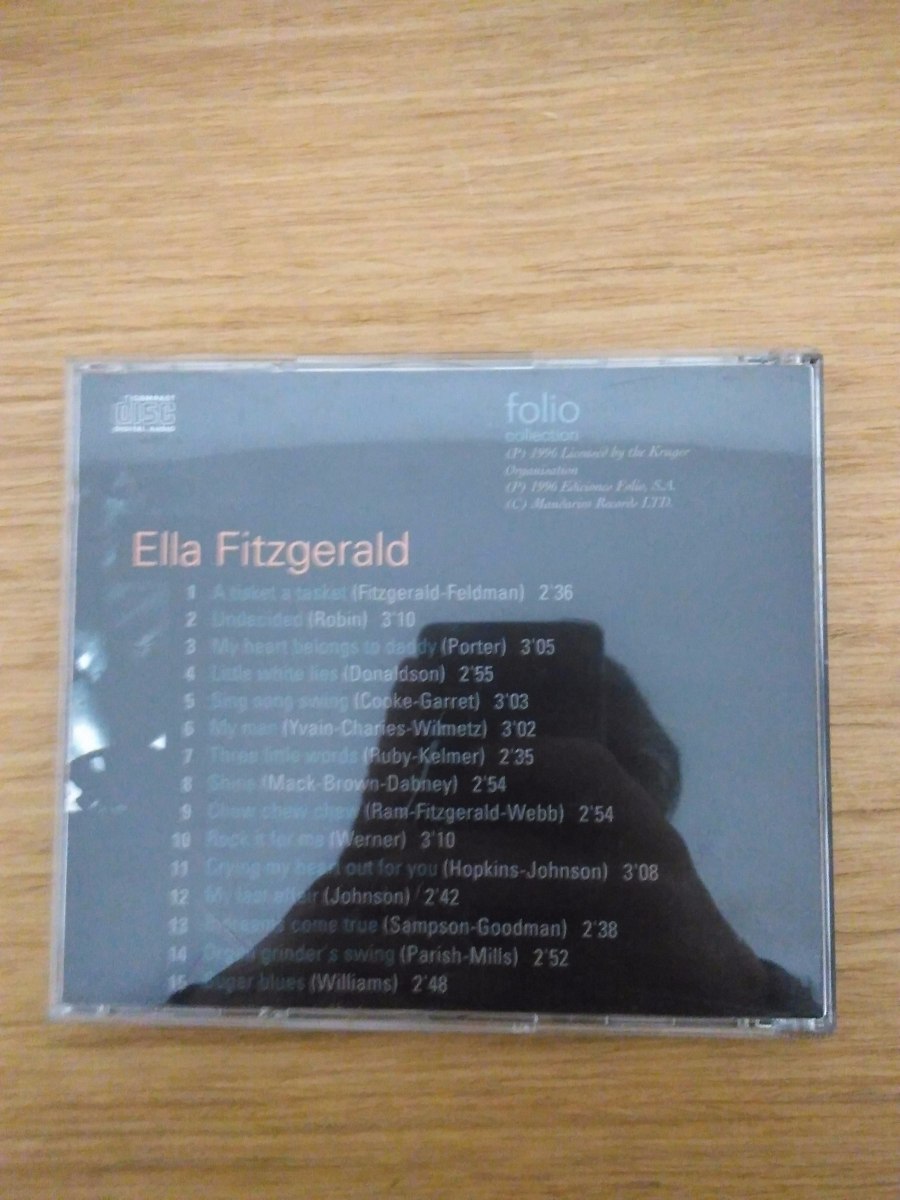 COMPACT
disc
DIGITAL AUDIO
folio
collection
(P) 1996 Licensed by the Kruger
Organisation
(P) 1996 Ediciones Folio, S.A.
(C) Mandarim Records LTD.
Ella Fitzgerald
1 A tisket a tasket (Fitzgerald-Feldman) 2'36
2 Undecided (Robin) 3'10
3 My heart belongs to daddy (Porter) 3'05
4 Little white lies (Donaldson) 2'55
5 Sing song swing (Cooke-Garret) 3'03
6 My man (Yvain-Charles-Wilmetz) 3'02
7 Three little words (Ruby-Kelmer) 2'35
8 (Mack-Brown-Dabney) 2'54
9 Chew chew chew (Ram-Fitzgerald-Webb) 2'54
10 Rock it for me (Werner) 3'10
11 Crying my heart out for you (Hopkins-Johnson) 3'08
12 My last affair (Johnson) 2'42
13 come true (Sampson-Goodman) 2'38
14 Organ grinder's swing (Parish-Mills) 2'52
15 Sugar blues (Williams) 2'48